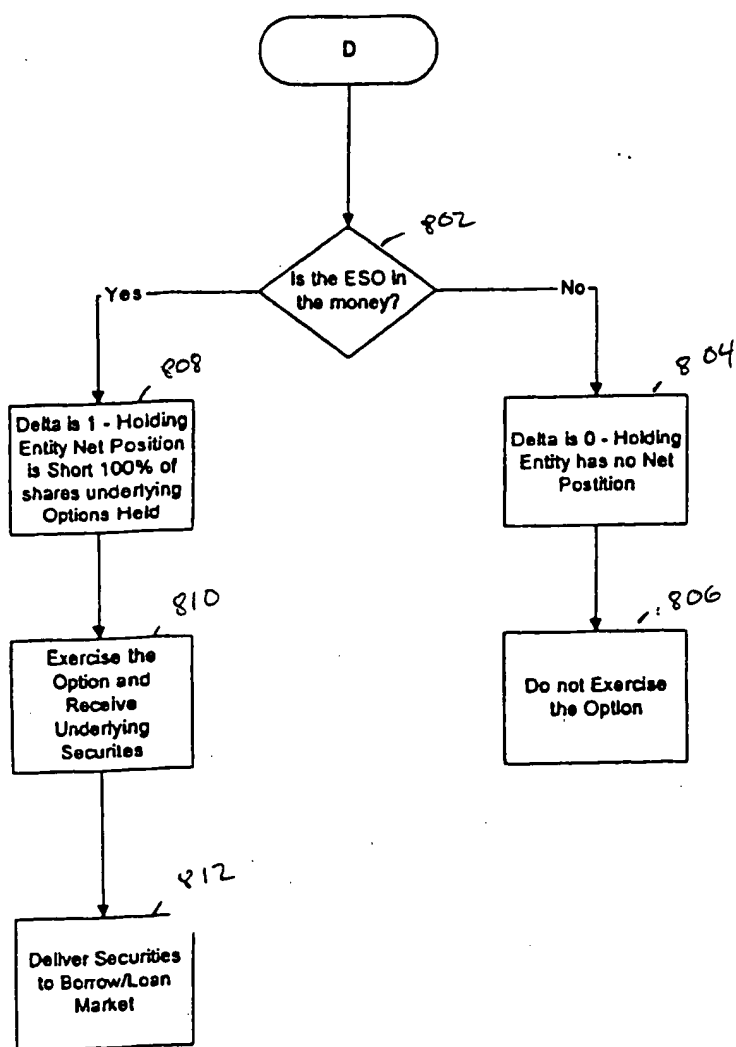 D
802
Is the ESO in
the money?
Yes
No
808
Delta is 1 - Holding
Entity Net Position
is Short 100% of
shares underlying
Options Held
804
Delta is 0 - Holding
Entity has no Net
Postition
810
Exercise the
Option and
Receive
Underlying
Securites
806
Do not Exercise
the Option
812
Deliver Securities
to Borrow/Loan
Market